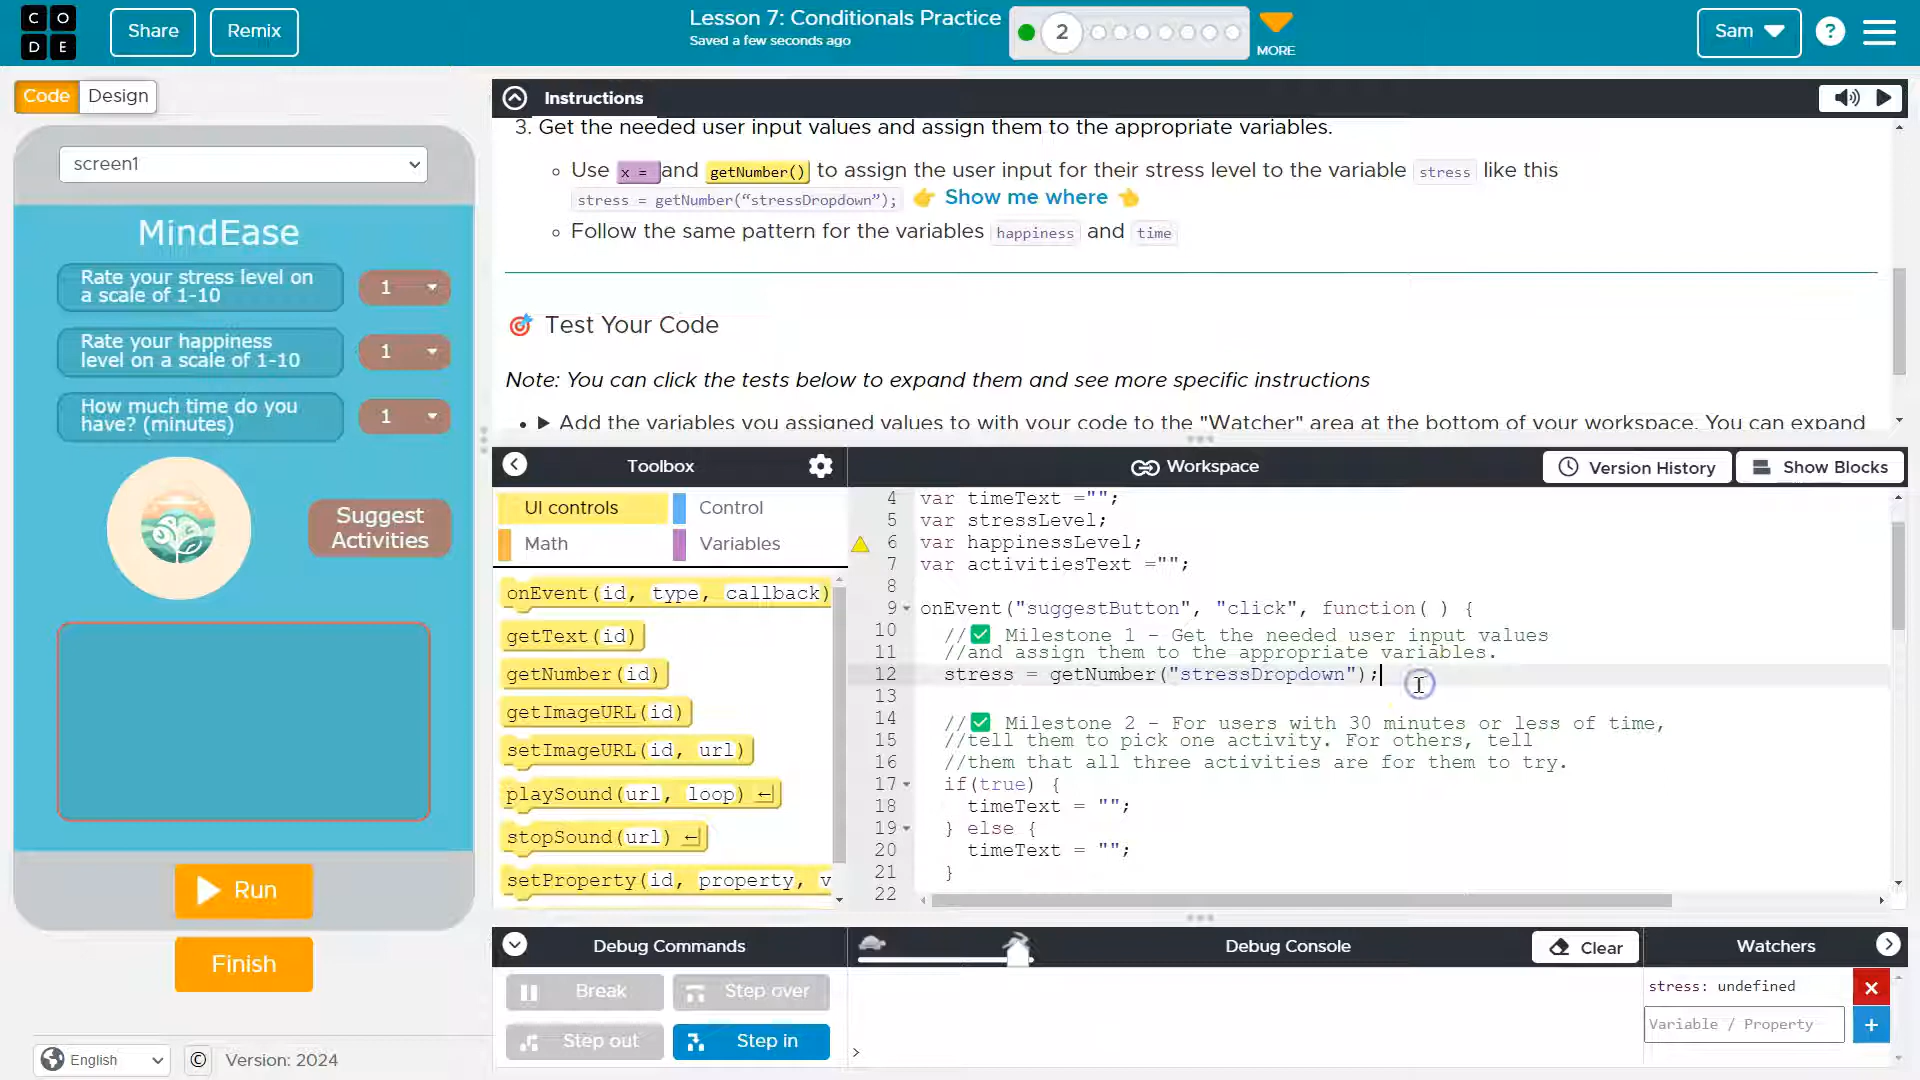 CODE
Share
Remix
Lesson 7: Conditionals Practice
Saved a few seconds ago
2
MORE
Sam
?
Code
Design
screen1
MindEase
Rate your stress level on
a scale of 1-10
1
Rate your happiness
level on a scale of 1-10
1
How much time do you
have? (minutes)
1
Suggest
Activities
Run
Finish
English
©
Version: 2024
Instructions
3. Get the needed user input values and assign them to the appropriate variables.
Use x = and getNumber() to assign the user input for their stress level to the variable stress like this
stress = getNumber(“stressDropdown”); 👉 Show me where 👈
Follow the same pattern for the variables happiness and time
🎯 Test Your Code
Note: You can click the tests below to expand them and see more specific instructions
Add the variables you assigned values to with your code to the "Watcher" area at the bottom of your workspace. You can expand
Toolbox
Workspace
Version History
Show Blocks
UI controls
Control
Math
Variables
onEvent(id, type, callback)
getText(id)
getNumber(id)
getImageURL(id)
setImageURL(id, url)
playSound(url, loop)
stopSound(url)
setProperty(id, property, v
4 var timeText ="";
5 var stressLevel;
6 var happinessLevel;
7 var activitiesText ="";
8
9 onEvent("suggestButton", "click", function( ) {
10 //✅ Milestone 1 - Get the needed user input values
11 //and assign them to the appropriate variables.
12 stress = getNumber("stressDropdown");
13
14 //✅ Milestone 2 - For users with 30 minutes or less of time,
15 //tell them to pick one activity. For others, tell
16 //them that all three activities are for them to try.
17 if(true) {
18 timeText = "";
19 } else {
20 timeText = "";
21 }
22
Debug Commands
Debug Console
Clear
Watchers
Break
Step over
Step out
Step in
>
stress: undefined
Variable / Property